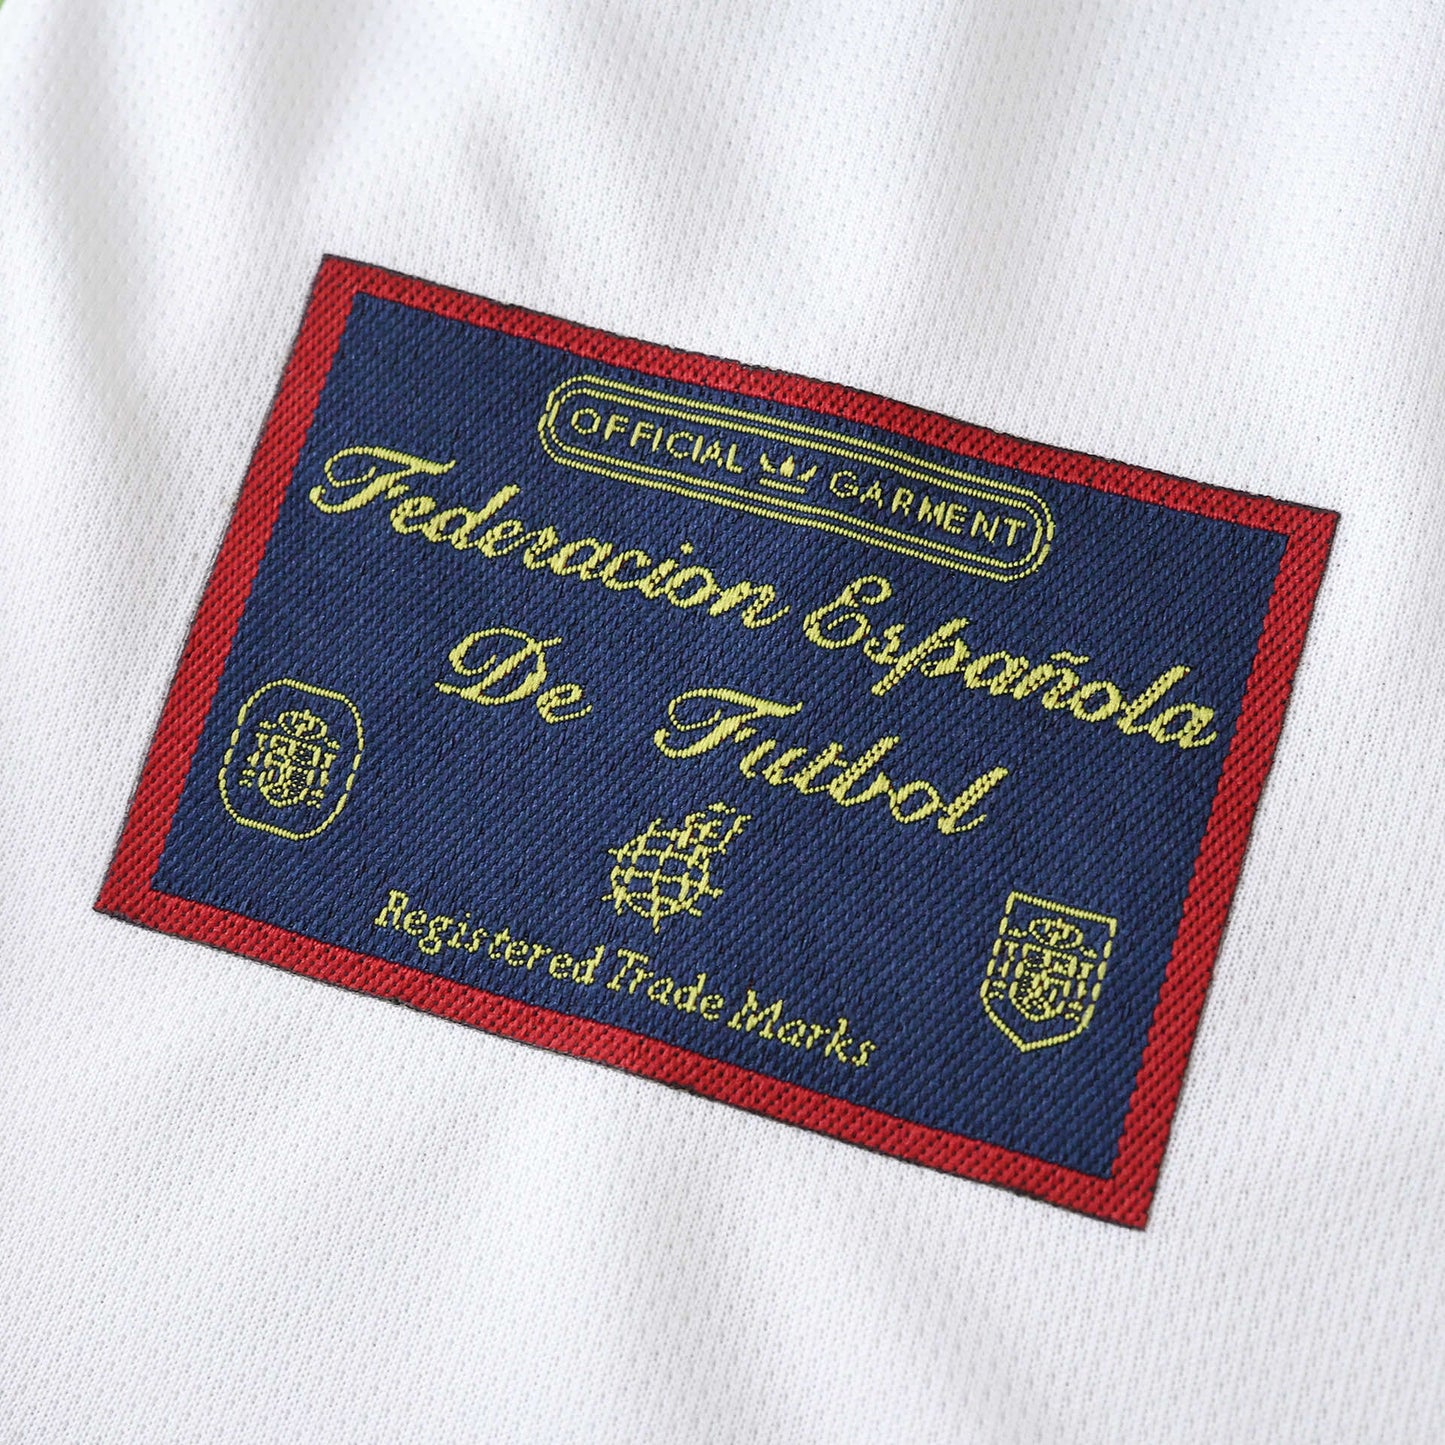 OFFICIAL GARMENT
Federacion Española
De Futbol
Registered Trade Marks